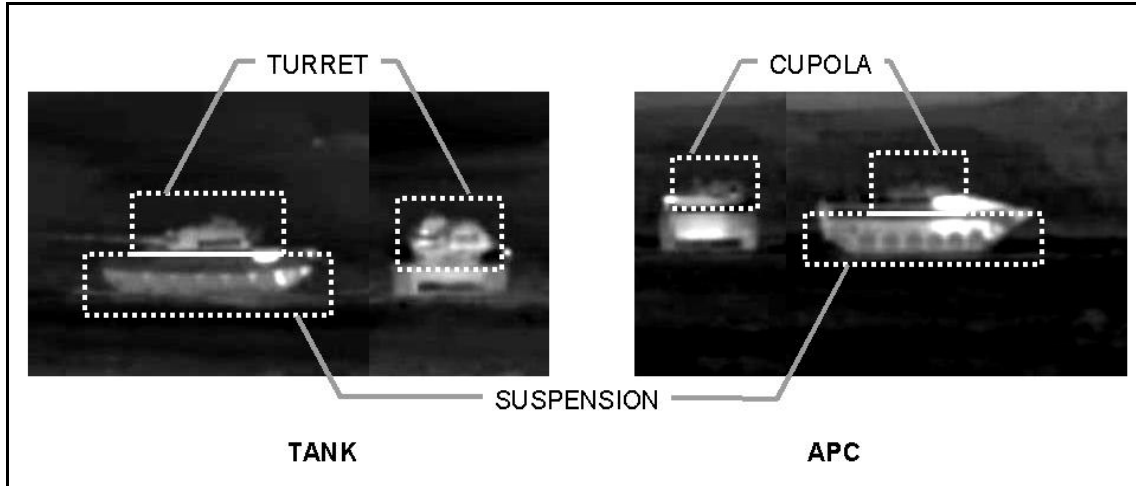 TURRET
CUPOLA
SUSPENSION
TANK
APC